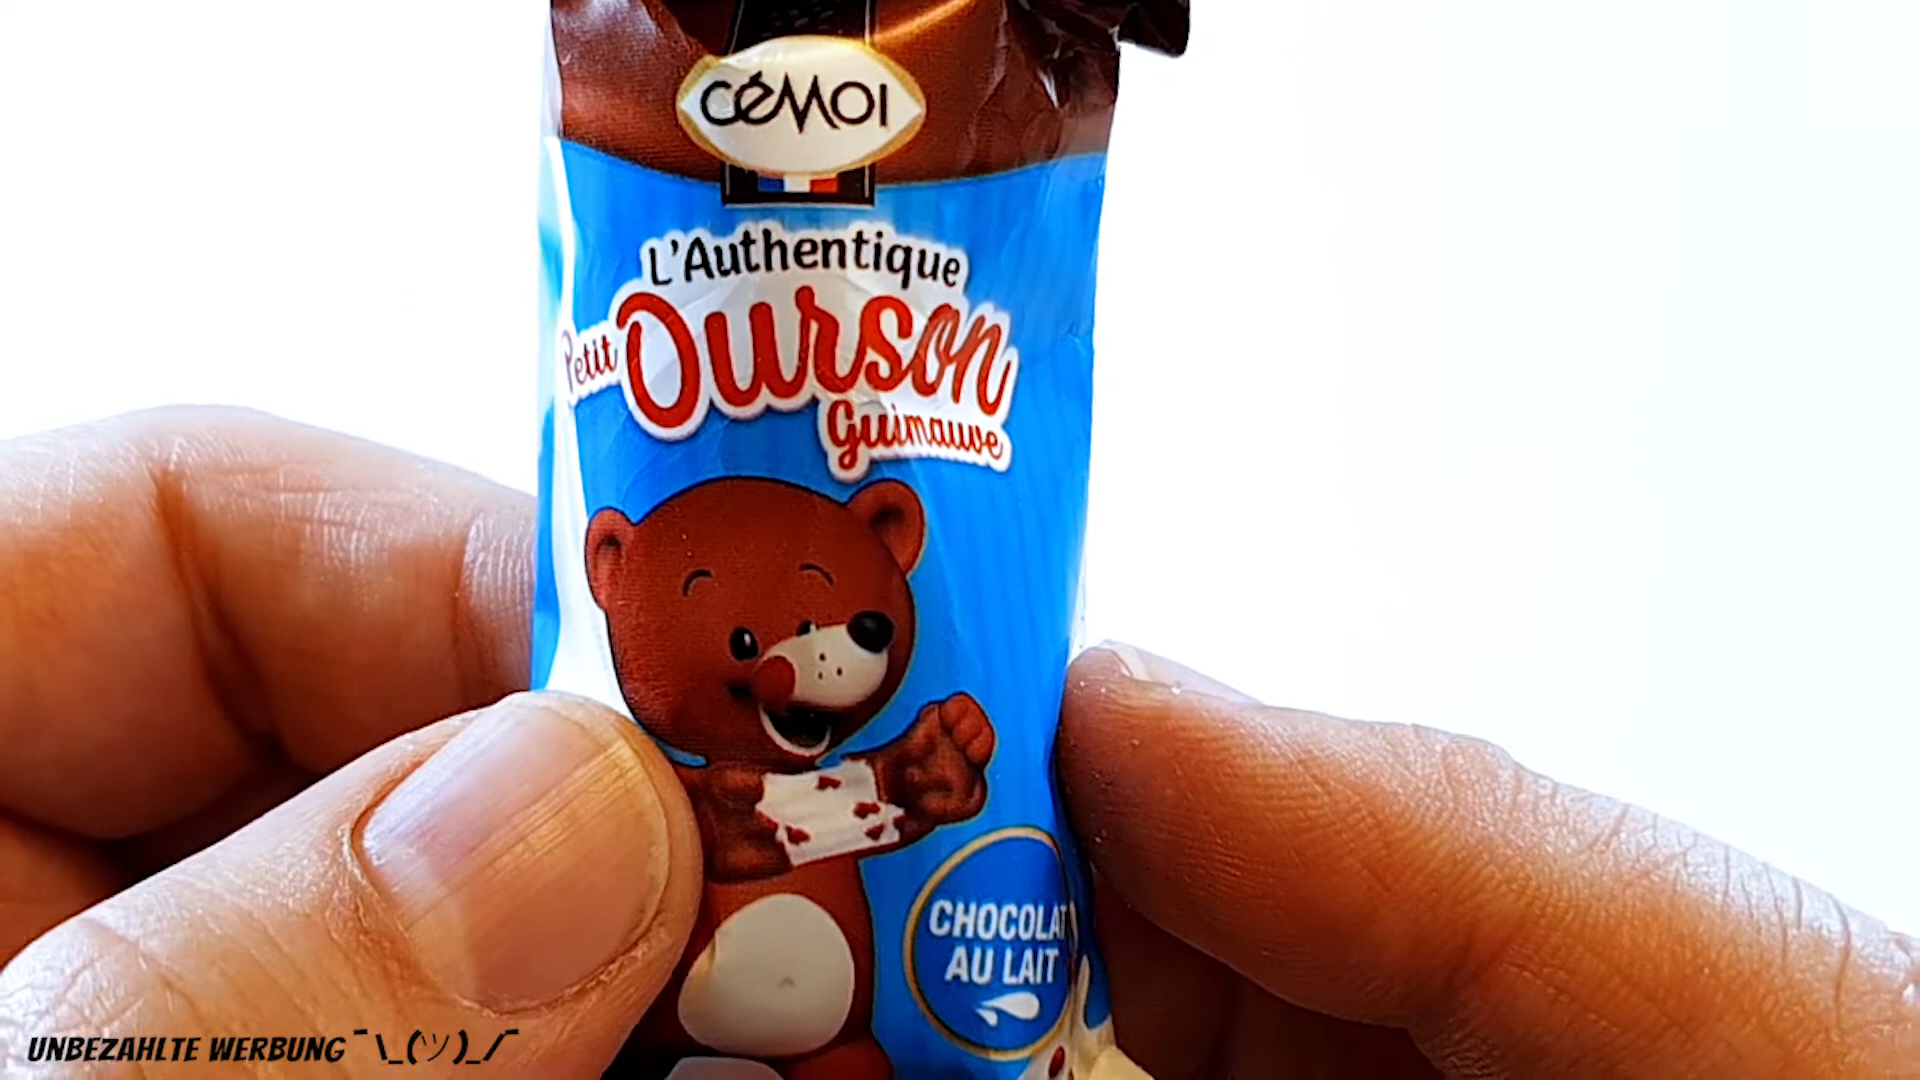 CéMOI
L'Authentique
Petit Ourson
Guimauve
CHOCOLAT
AU LAIT
UNBEZAHLTE WERBUNG ¯\_(ツ)_/¯